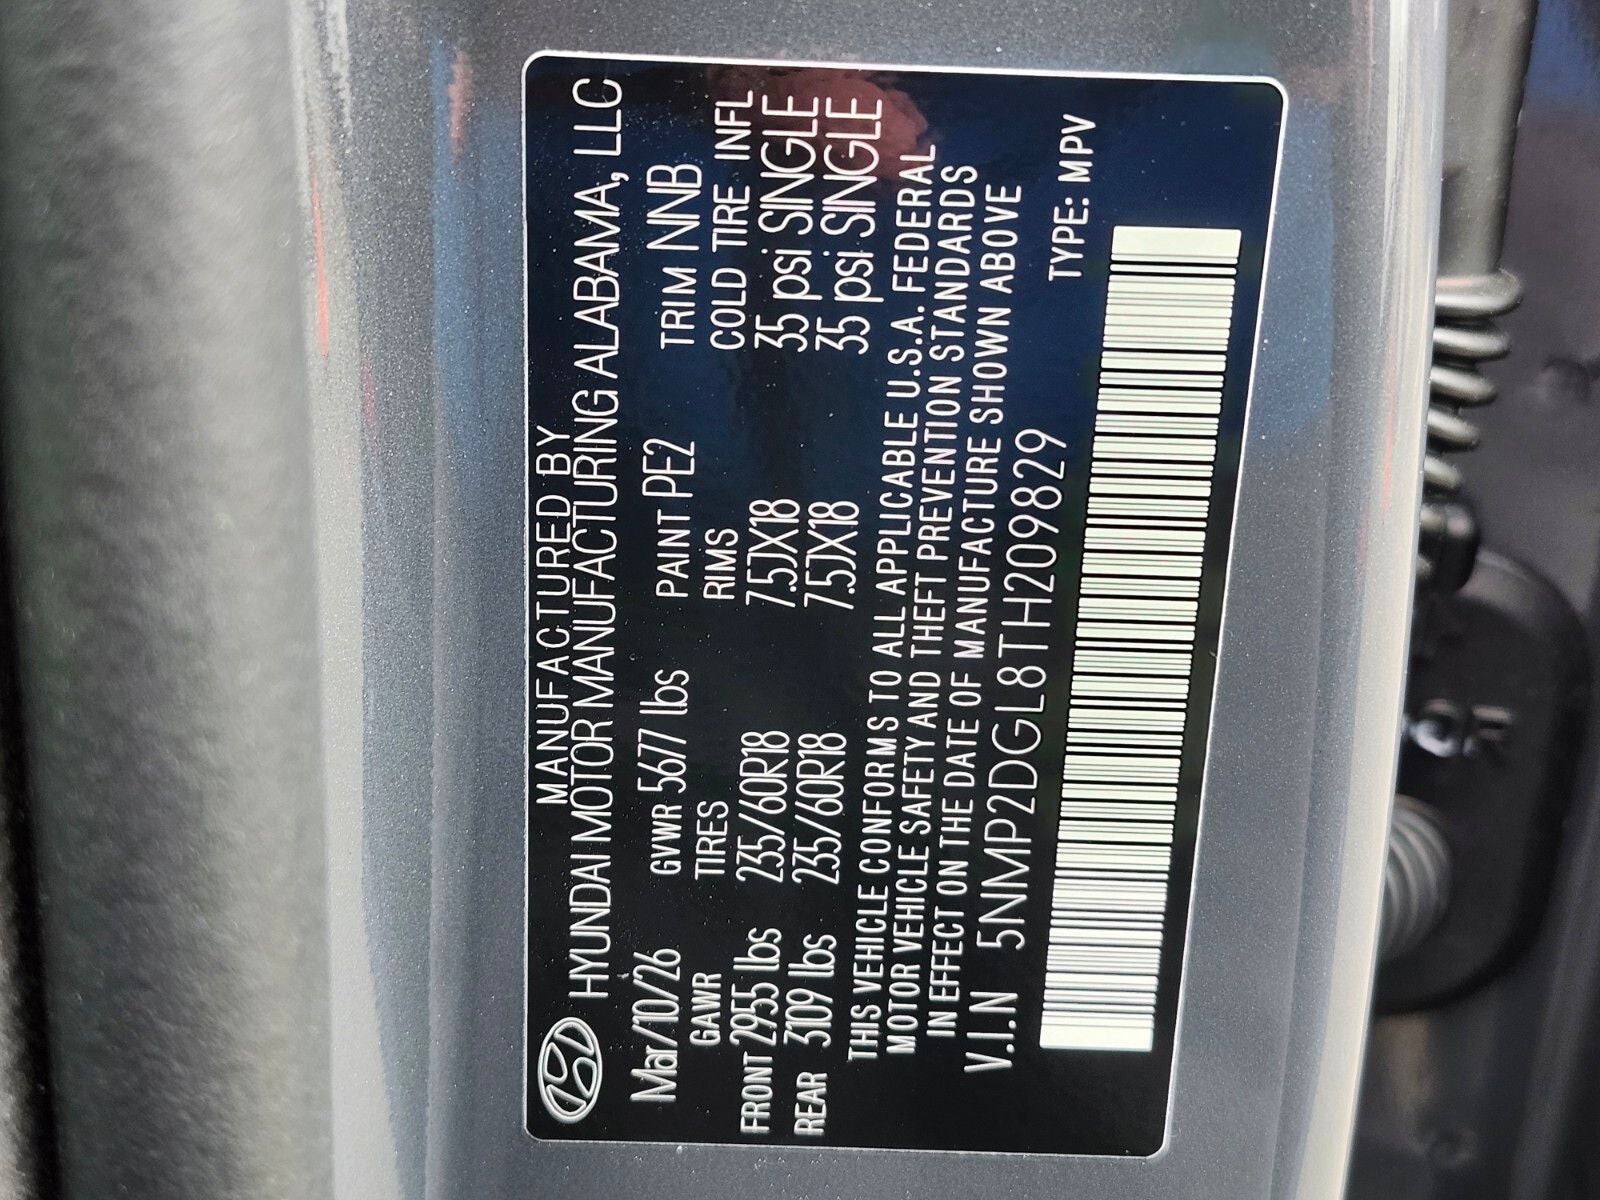 MANUFACTURED BY
HYUNDAI MOTOR MANUFACTURING ALABAMA, LLC
Mar/10/26 GVWR 5677 lbs PAINT PE2 TRIM NNB
GAWR TIRES RIMS COLD TIRE INFL
FRONT 2955 lbs 235/60R18 7.5JX18 35 psi SINGLE
REAR 3109 lbs 235/60R18 7.5JX18 35 psi SINGLE
THIS VEHICLE CONFORMS TO ALL APPLICABLE U.S.A. FEDERAL
MOTOR VEHICLE SAFETY AND THEFT PREVENTION STANDARDS
IN EFFECT ON THE DATE OF MANUFACTURE SHOWN ABOVE
V.I.N 5NMP2DGL8TH209829 TYPE: MPV